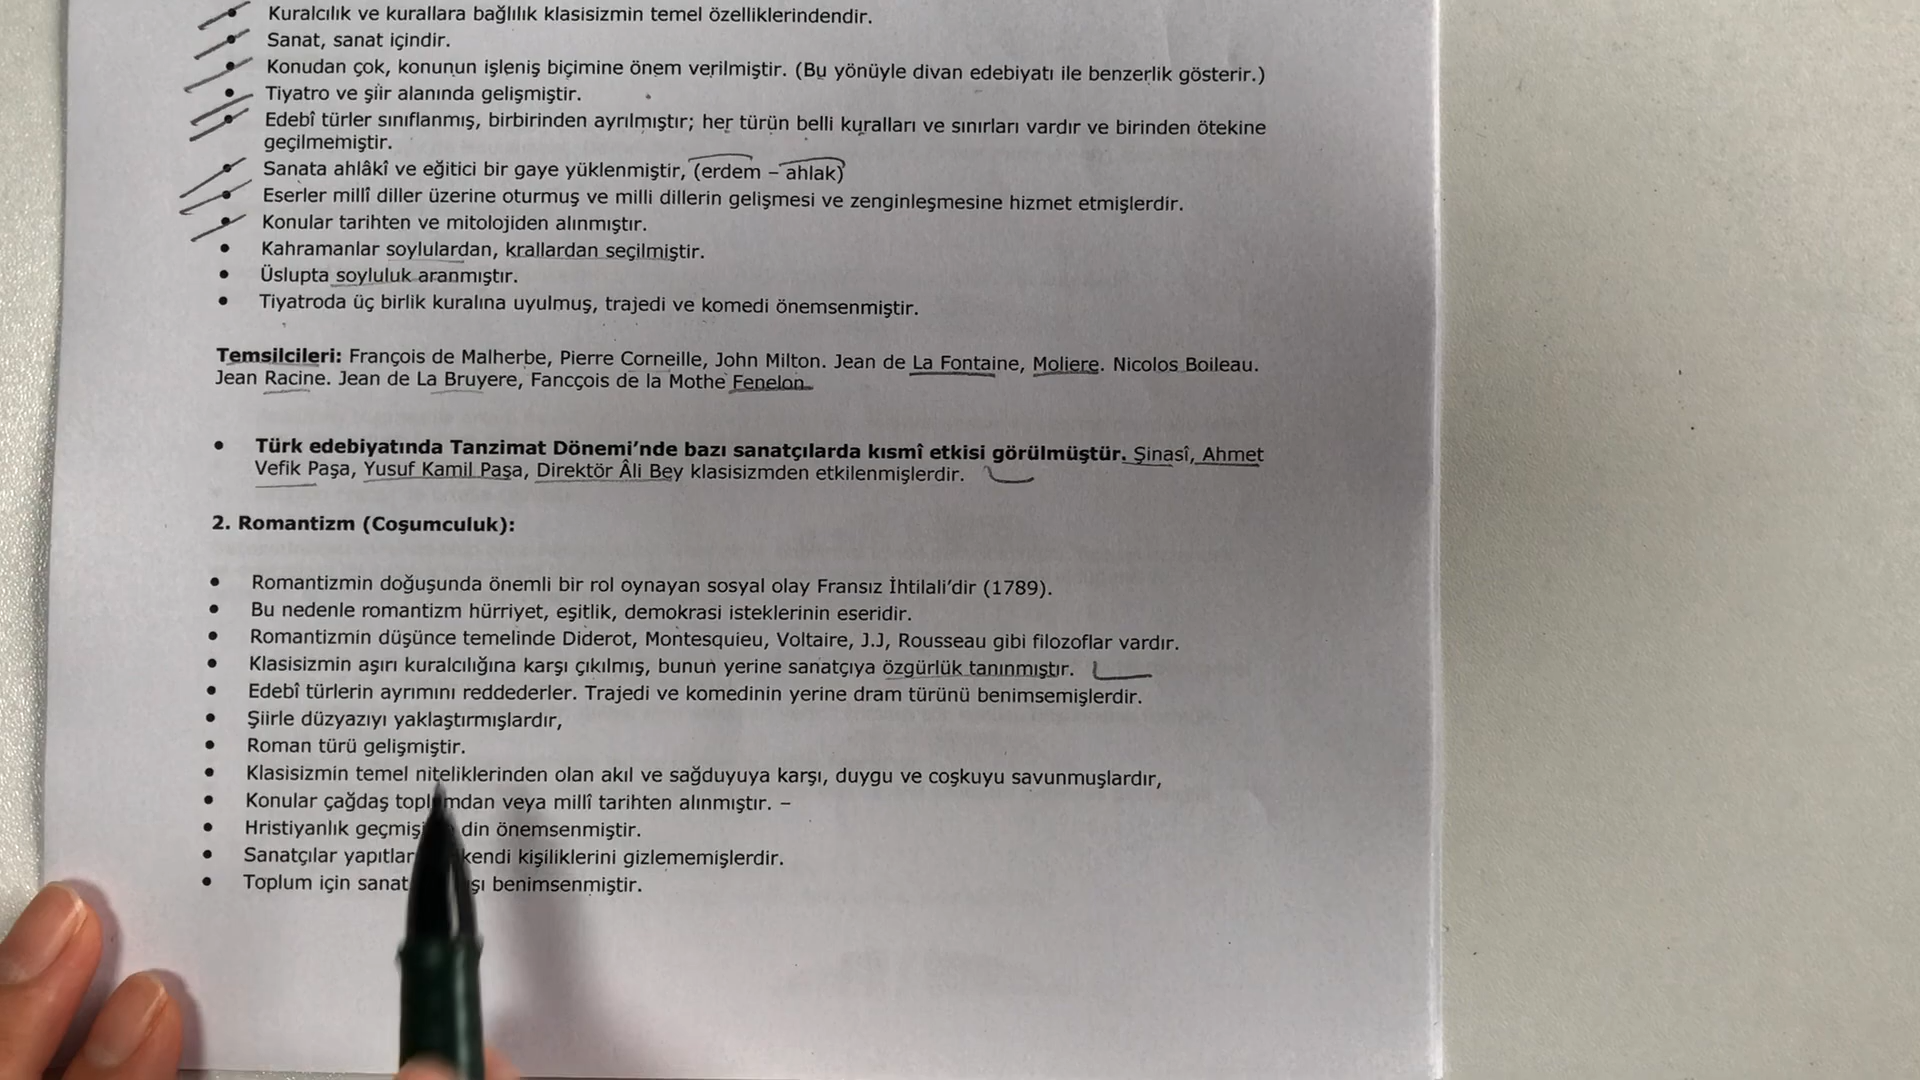 • Kuralcılık ve kurallara bağlılık klasisizmin temel özelliklerindendir.
• Sanat, sanat içindir.
• Konudan çok, konunun işleniş biçimine önem verilmiştir. (Bu yönüyle divan edebiyatı ile benzerlik gösterir.)
• Tiyatro ve şiir alanında gelişmiştir.
• Edebî türler sınıflanmış, birbirinden ayrılmıştır; her türün belli kuralları ve sınırları vardır ve birinden ötekine
geçilmemiştir.
• Sanata ahlâkî ve eğitici bir gaye yüklenmiştir, (erdem – ahlak)
• Eserler millî diller üzerine oturmuş ve milli dillerin gelişmesi ve zenginleşmesine hizmet etmişlerdir.
• Konular tarihten ve mitolojiden alınmıştır.
• Kahramanlar soylulardan, krallardan seçilmiştir.
• Üslupta soyluluk aranmıştır.
• Tiyatroda üç birlik kuralına uyulmuş, trajedi ve komedi önemsenmiştir.
Temsilcileri: François de Malherbe, Pierre Corneille, John Milton. Jean de La Fontaine, Moliere. Nicolos Boileau.
Jean Racine. Jean de La Bruyere, Fancçois de la Mothe Fenelon
• Türk edebiyatında Tanzimat Dönemi’nde bazı sanatçılarda kısmî etkisi görülmüştür. Şinasî, Ahmet
Vefik Paşa, Yusuf Kamil Paşa, Direktör Âli Bey klasisizmden etkilenmişlerdir.
2. Romantizm (Coşumculuk):
• Romantizmin doğuşunda önemli bir rol oynayan sosyal olay Fransız İhtilali’dir (1789).
• Bu nedenle romantizm hürriyet, eşitlik, demokrasi isteklerinin eseridir.
• Romantizmin düşünce temelinde Diderot, Montesquieu, Voltaire, J.J, Rousseau gibi filozoflar vardır.
• Klasisizmin aşırı kuralcılığına karşı çıkılmış, bunun yerine sanatçıya özgürlük tanınmıştır.
• Edebî türlerin ayrımını reddederler. Trajedi ve komedinin yerine dram türünü benimsemişlerdir.
• Şiirle düzyazıyı yaklaştırmışlardır,
• Roman türü gelişmiştir.
• Klasisizmin temel niteliklerinden olan akıl ve sağduyuya karşı, duygu ve coşkuyu savunmuşlardır,
• Konular çağdaş toplumdan veya millî tarihten alınmıştır. –
• Hristiyanlık din önemsenmiştir.
• Sanatçılar kendi kişiliklerini gizlememişlerdir.
• Toplum için sanat benimsenmiştir.